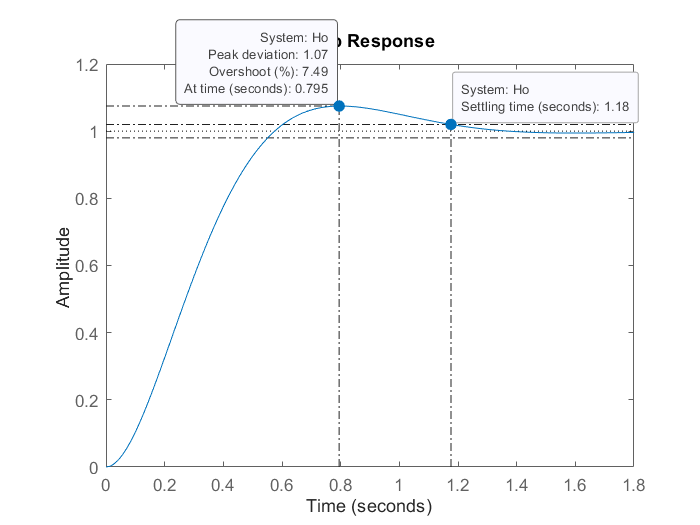 System: Ho
Peak deviation: 1.07
Overshoot (%): 7.49
At time (seconds): 0.795
Response
System: Ho
Settling time (seconds): 1.18
1.2
1
0.8
0.6
0.4
0.2
0
Amplitude
0 0.2 0.4 0.6 0.8 1 1.2 1.4 1.6 1.8
Time (seconds)